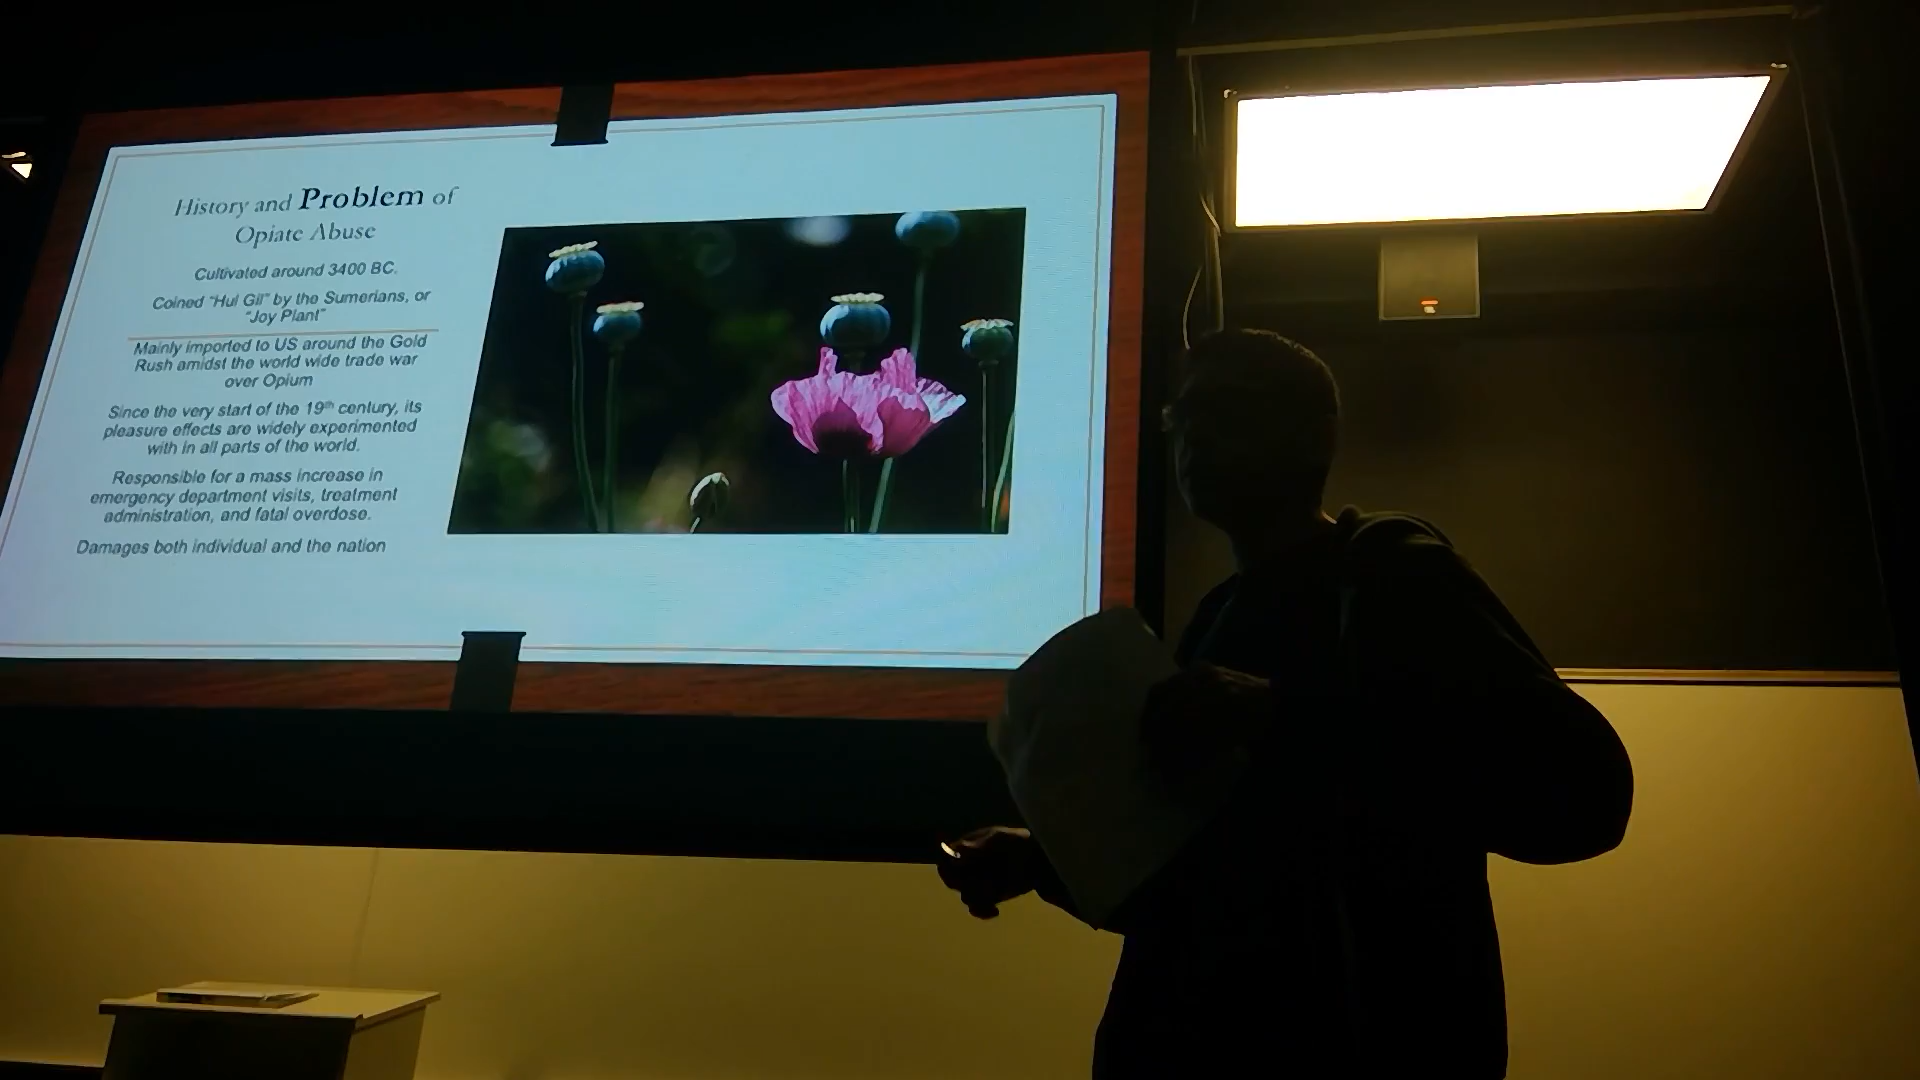 History and Problem of
Opiate Abuse
Cultivated around 3400 BC.
Coined "Hul Gil" by the Sumerians, or
"Joy Plant"
Mainly imported to US around the Gold
Rush amidst the world wide trade war
over Opium
Since the very start of the 19th century, its
pleasure effects are widely experimented
with in all parts of the world.
Responsible for a mass increase in
emergency department visits, treatment
administration, and fatal overdose.
Damages both individual and the nation